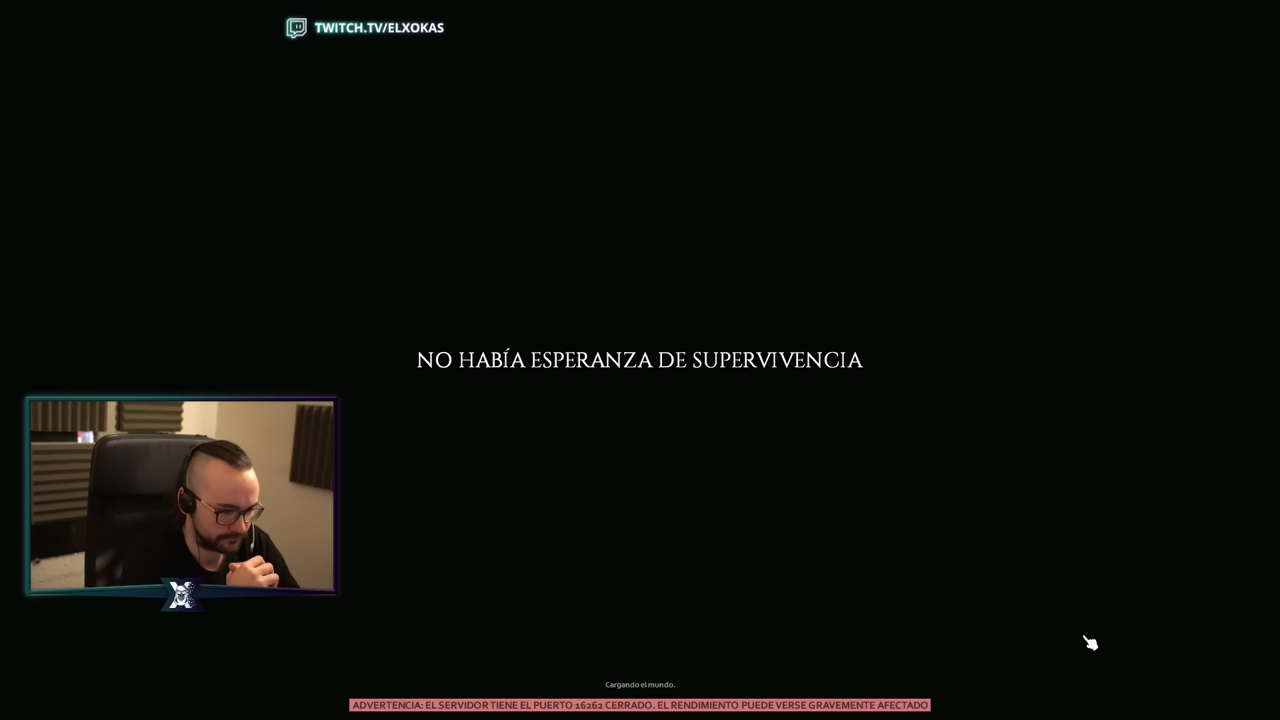 TWITCH.TV/ELXOKAS
NO HABÍA ESPERANZA DE SUPERVIVENCIA
Cargando el mundo.
ADVERTENCIA: EL SERVIDOR TIENE EL PUERTO 16262 CERRADO. EL RENDIMIENTO PUEDE VERSE GRAVEMENTE AFECTADO